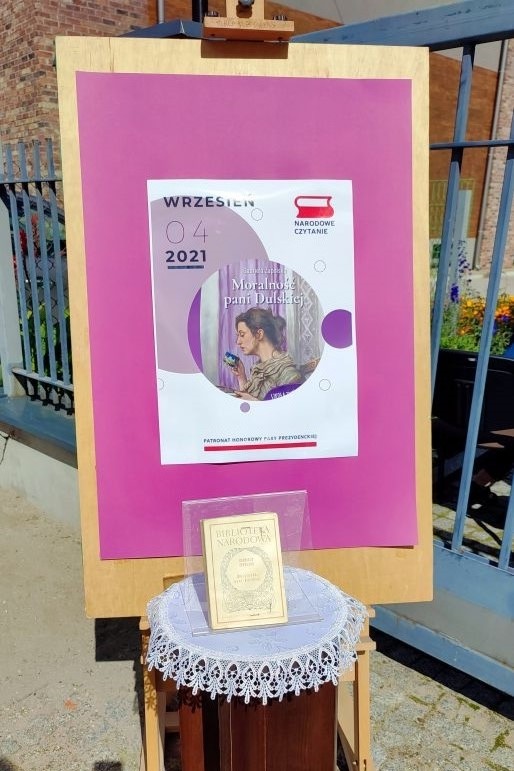 WRZESIEŃ
04
2021
NARODOWE
CZYTANIE
Gabriela Zapolska
Moralność
pani Dulskiej
PATRONAT HONOROWY PARY PREZYDENCKIEJ
BIBLIOTEKA
NARODOWA